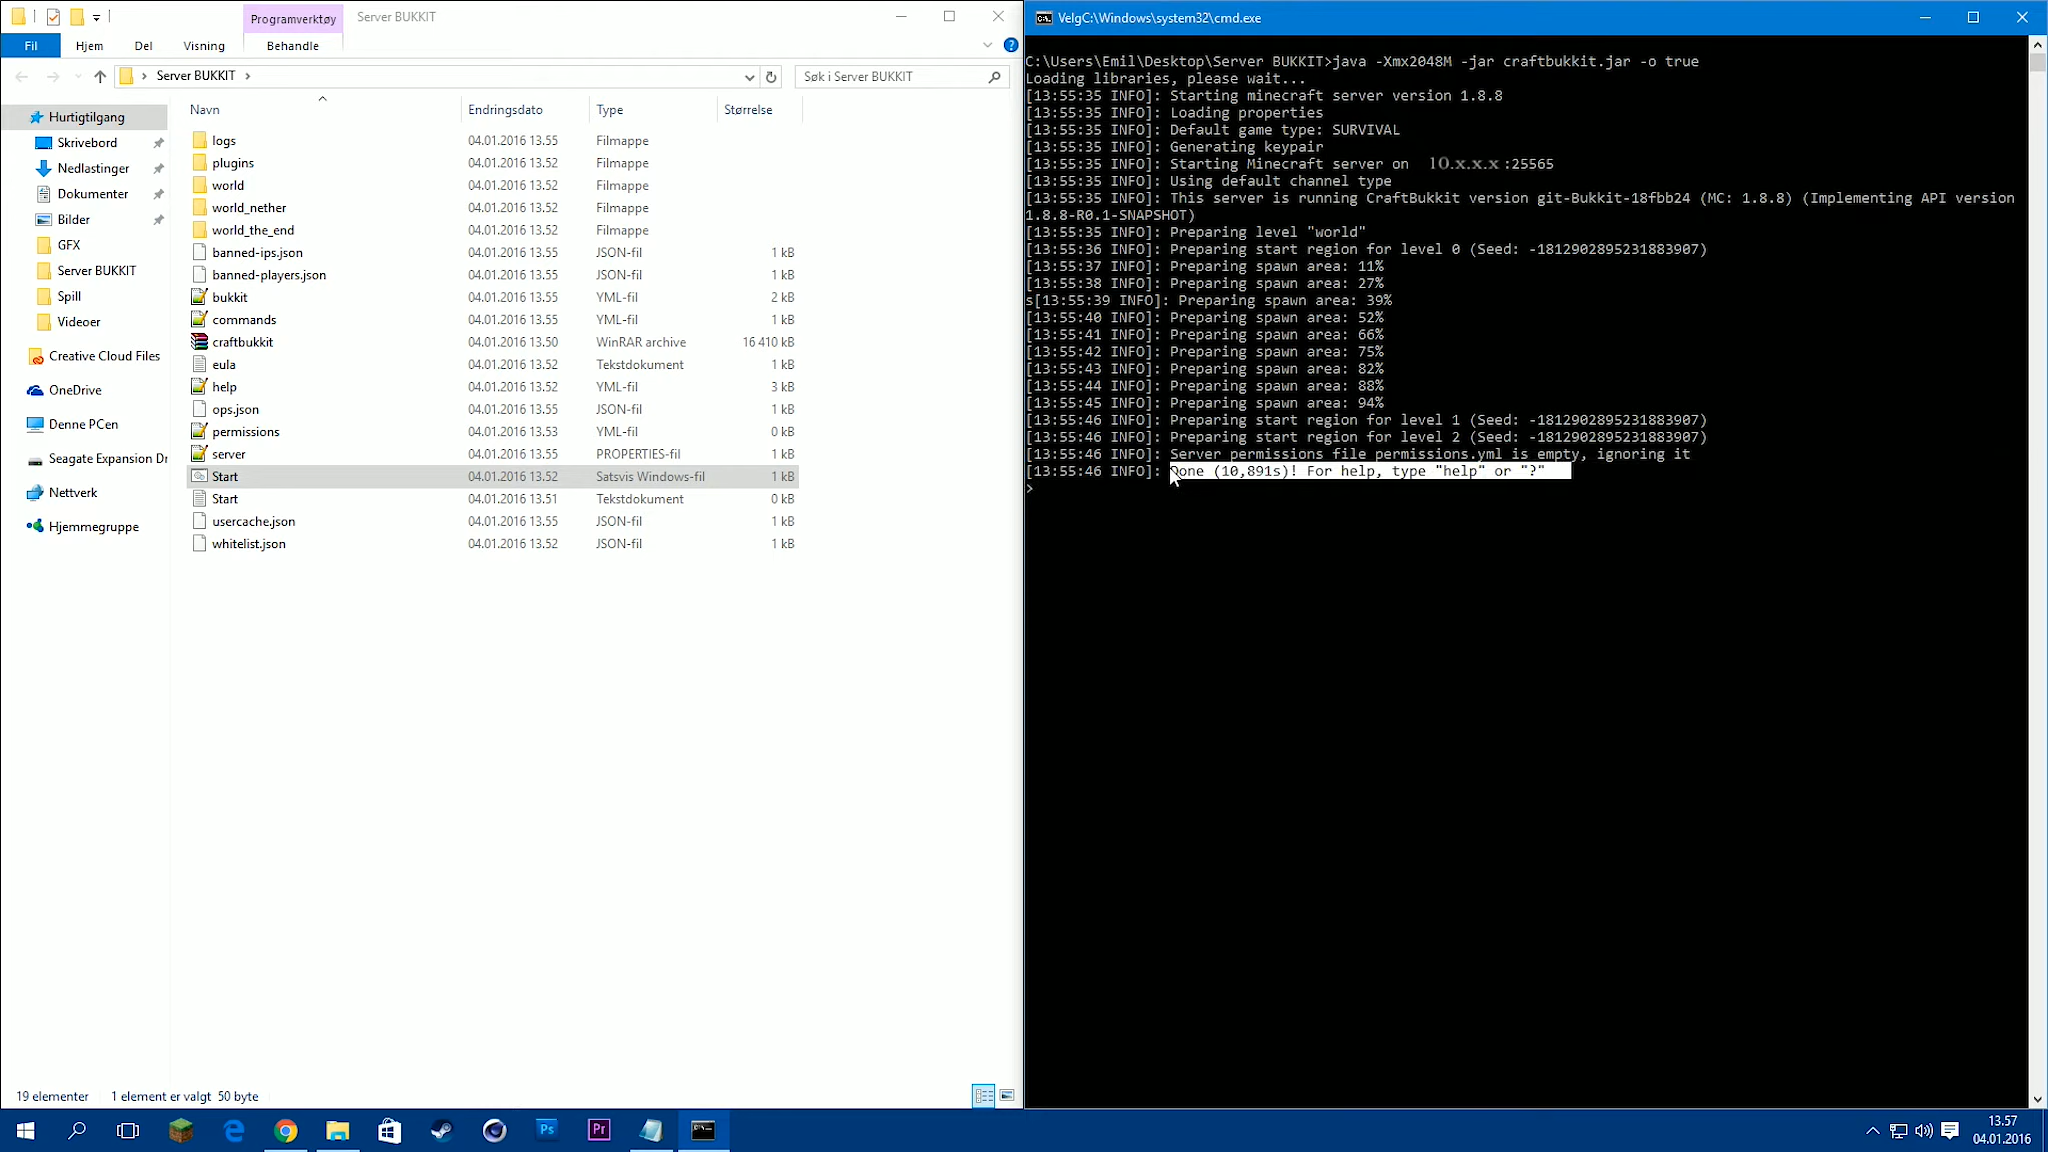 Programverktøy
Server BUKKIT
Fil
Hjem
Del
Visning
Behandle
Server BUKKIT
Søk i Server BUKKIT
Hurtigtilgang
Skrivebord
Nedlastinger
Dokumenter
Bilder
GFX
Server BUKKIT
Spill
Videoer
Creative Cloud Files
OneDrive
Denne PCen
Seagate Expansion Dr
Nettverk
Hjemmegruppe
Navn Endringsdato Type Størrelse
logs 04.01.2016 13.55 Filmappe
plugins 04.01.2016 13.52 Filmappe
world 04.01.2016 13.52 Filmappe
world_nether 04.01.2016 13.52 Filmappe
world_the_end 04.01.2016 13.52 Filmappe
banned-ips.json 04.01.2016 13.55 JSON-fil 1 kB
banned-players.json 04.01.2016 13.55 JSON-fil 1 kB
bukkit 04.01.2016 13.55 YML-fil 2 kB
commands 04.01.2016 13.55 YML-fil 1 kB
craftbukkit 04.01.2016 13.50 WinRAR archive 16 410 kB
eula 04.01.2016 13.52 Tekstdokument 1 kB
help 04.01.2016 13.52 YML-fil 3 kB
ops.json 04.01.2016 13.55 JSON-fil 1 kB
permissions 04.01.2016 13.53 YML-fil 0 kB
server 04.01.2016 13.55 PROPERTIES-fil 1 kB
Start 04.01.2016 13.52 Satsvis Windows-fil 1 kB
Start 04.01.2016 13.51 Tekstdokument 0 kB
usercache.json 04.01.2016 13.55 JSON-fil 1 kB
whitelist.json 04.01.2016 13.52 JSON-fil 1 kB
19 elementer 1 element er valgt 50 byte
VelgC:\Windows\system32\cmd.exe
C:\Users\Emil\Desktop\Server BUKKIT>java -Xmx2048M -jar craftbukkit.jar -o true
Loading libraries, please wait...
[13:55:35 INFO]: Starting minecraft server version 1.8.8
[13:55:35 INFO]: Loading properties
[13:55:35 INFO]: Default game type: SURVIVAL
[13:55:35 INFO]: Generating keypair
[13:55:35 INFO]: Starting Minecraft server on 10.x.x.x :25565
[13:55:35 INFO]: Using default channel type
[13:55:35 INFO]: This server is running CraftBukkit version git-Bukkit-18fbb24 (MC: 1.8.8) (Implementing API version
1.8.8-R0.1-SNAPSHOT)
[13:55:35 INFO]: Preparing level "world"
[13:55:36 INFO]: Preparing start region for level 0 (Seed: -1812902895231883907)
[13:55:37 INFO]: Preparing spawn area: 11%
[13:55:38 INFO]: Preparing spawn area: 27%
s[13:55:39 INFO]: Preparing spawn area: 39%
[13:55:40 INFO]: Preparing spawn area: 52%
[13:55:41 INFO]: Preparing spawn area: 66%
[13:55:42 INFO]: Preparing spawn area: 75%
[13:55:43 INFO]: Preparing spawn area: 82%
[13:55:44 INFO]: Preparing spawn area: 88%
[13:55:45 INFO]: Preparing spawn area: 94%
[13:55:46 INFO]: Preparing start region for level 1 (Seed: -1812902895231883907)
[13:55:46 INFO]: Preparing start region for level 2 (Seed: -1812902895231883907)
[13:55:46 INFO]: Server permissions file permissions.yml is empty, ignoring it
[13:55:46 INFO]: Done (10,891s)! For help, type "help" or "?"
>
Ps
Pr
13.57
04.01.2016